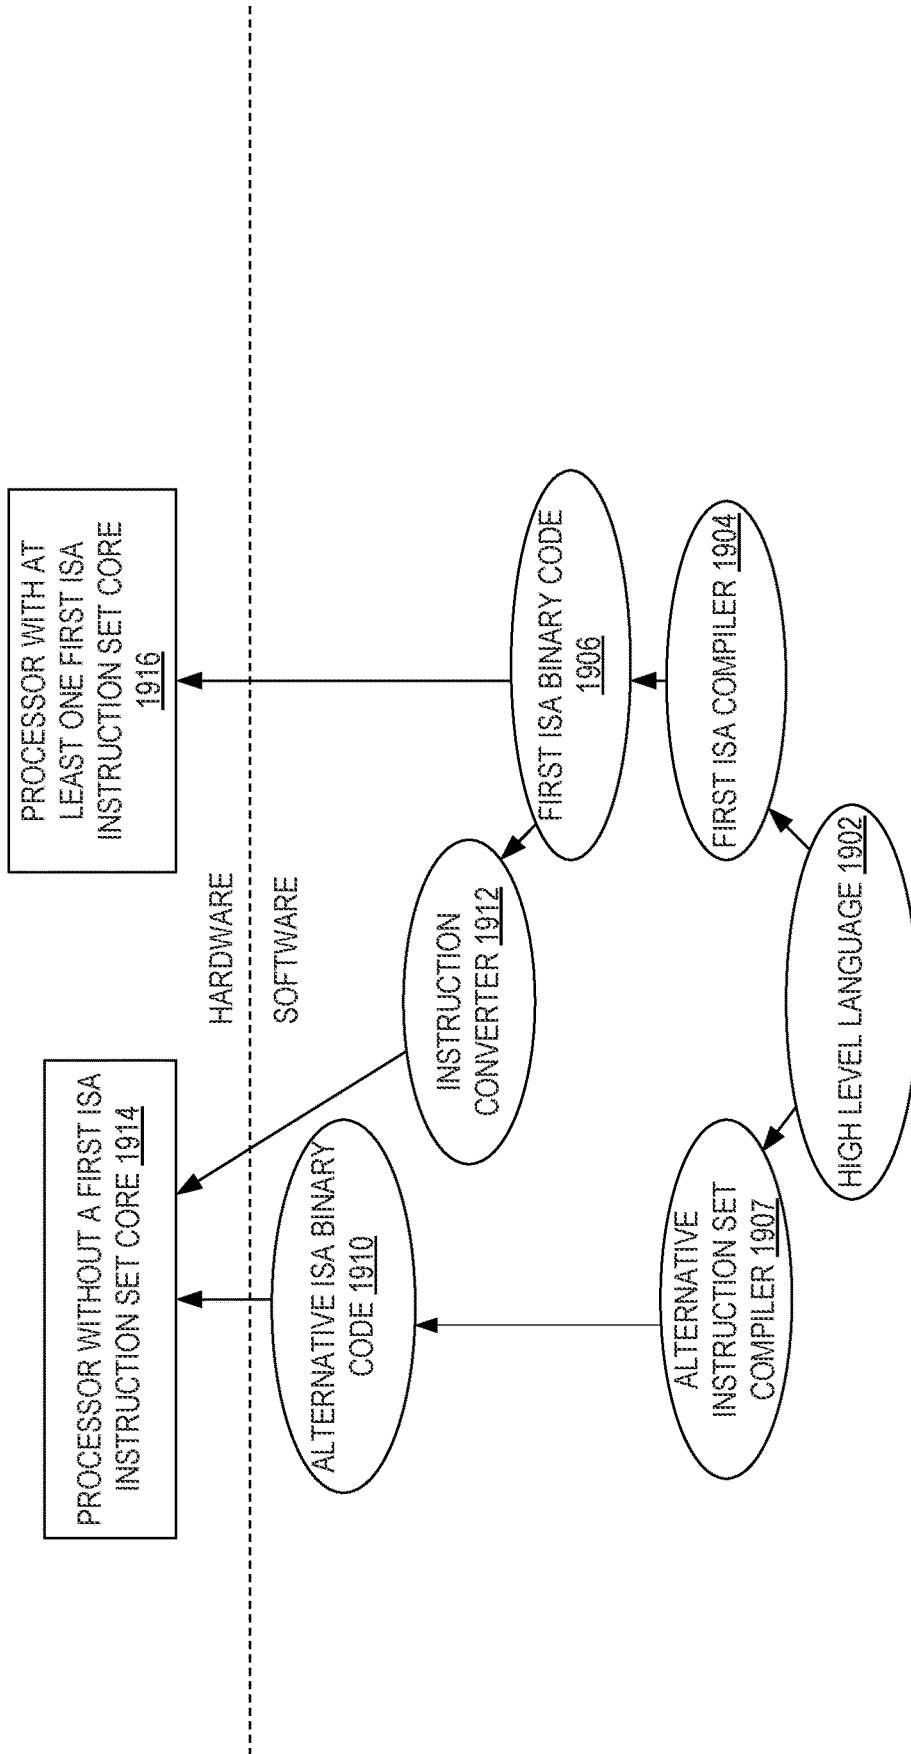 PROCESSOR WITHOUT A FIRST ISA
INSTRUCTION SET CORE 1914
PROCESSOR WITH AT
LEAST ONE FIRST ISA
INSTRUCTION SET CORE
1916
HARDWARE
SOFTWARE
ALTERNATIVE ISA BINARY
CODE 1910
INSTRUCTION
CONVERTER 1912
FIRST ISA BINARY CODE
1906
ALTERNATIVE
INSTRUCTION SET
COMPILER 1907
FIRST ISA COMPILER 1904
HIGH LEVEL LANGUAGE 1902